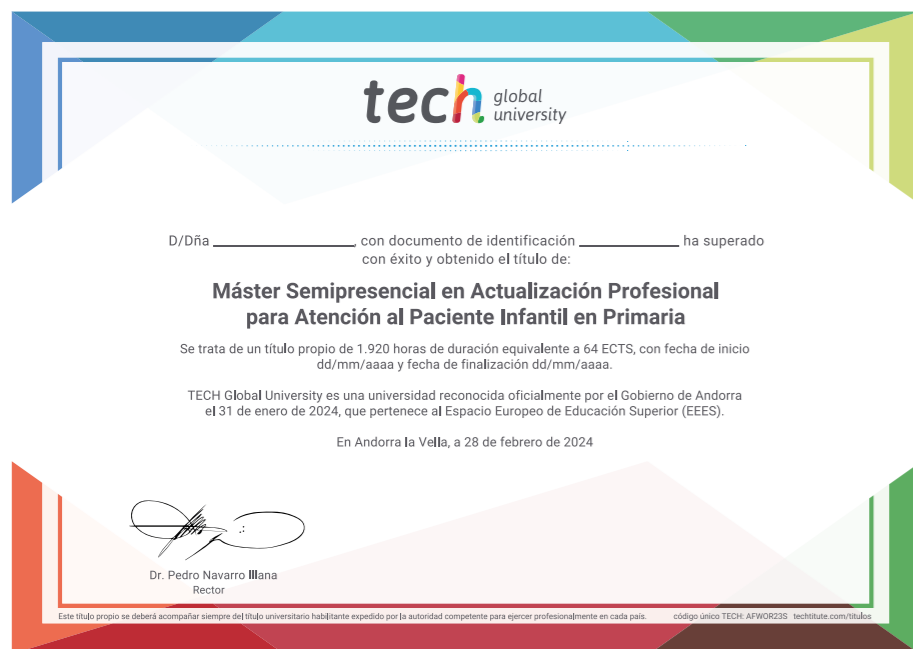 tech global university
D/Dña ______________, con documento de identificación __________ ha superado
con éxito y obtenido el título de:
Máster Semipresencial en Actualización Profesional
para Atención al Paciente Infantil en Primaria
Se trata de un título propio de 1.920 horas de duración equivalente a 64 ECTS, con fecha de inicio
dd/mm/aaaa y fecha de finalización dd/mm/aaaa.
TECH Global University es una universidad reconocida oficialmente por el Gobierno de Andorra
el 31 de enero de 2024, que pertenece al Espacio Europeo de Educación Superior (EEES).
En Andorra la Vella, a 28 de febrero de 2024
Dr. Pedro Navarro Illana
Rector
Este título propio se deberá acompañar siempre del título universitario habilitante expedido por la autoridad competente para ejercer profesionalmente en cada país. código único TECH: AFWOR23S techtitute.com/titulos